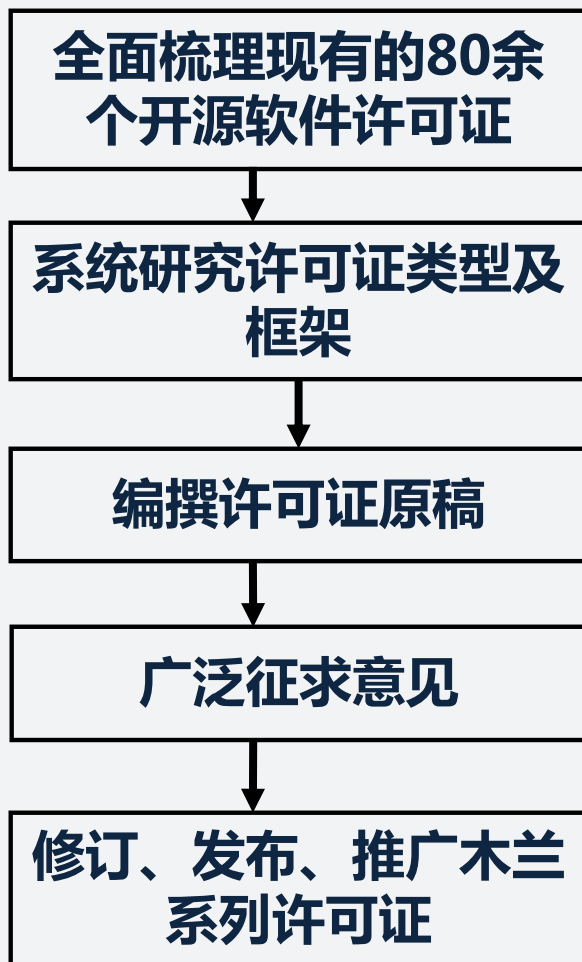 全面梳理现有的80余
个开源软件许可证
系统研究许可证类型及
框架
编撰许可证原稿
广泛征求意见
修订、发布、推广木兰
系列许可证